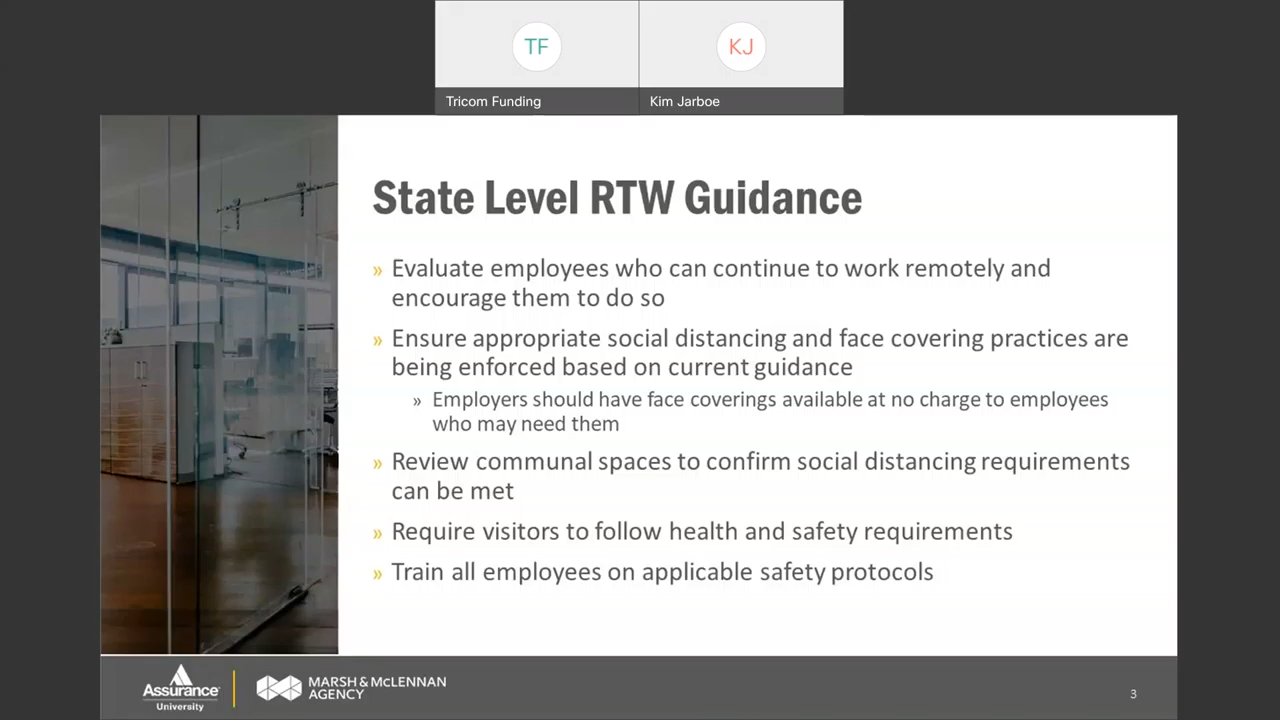 TF
KJ
Tricom Funding
Kim Jarboe
State Level RTW Guidance
» Evaluate employees who can continue to work remotely and
encourage them to do so
» Ensure appropriate social distancing and face covering practices are
being enforced based on current guidance
» Employers should have face coverings available at no charge to employees
who may need them
» Review communal spaces to confirm social distancing requirements
can be met
» Require visitors to follow health and safety requirements
» Train all employees on applicable safety protocols
Assurance
University
MARSH & McLENNAN
AGENCY
3